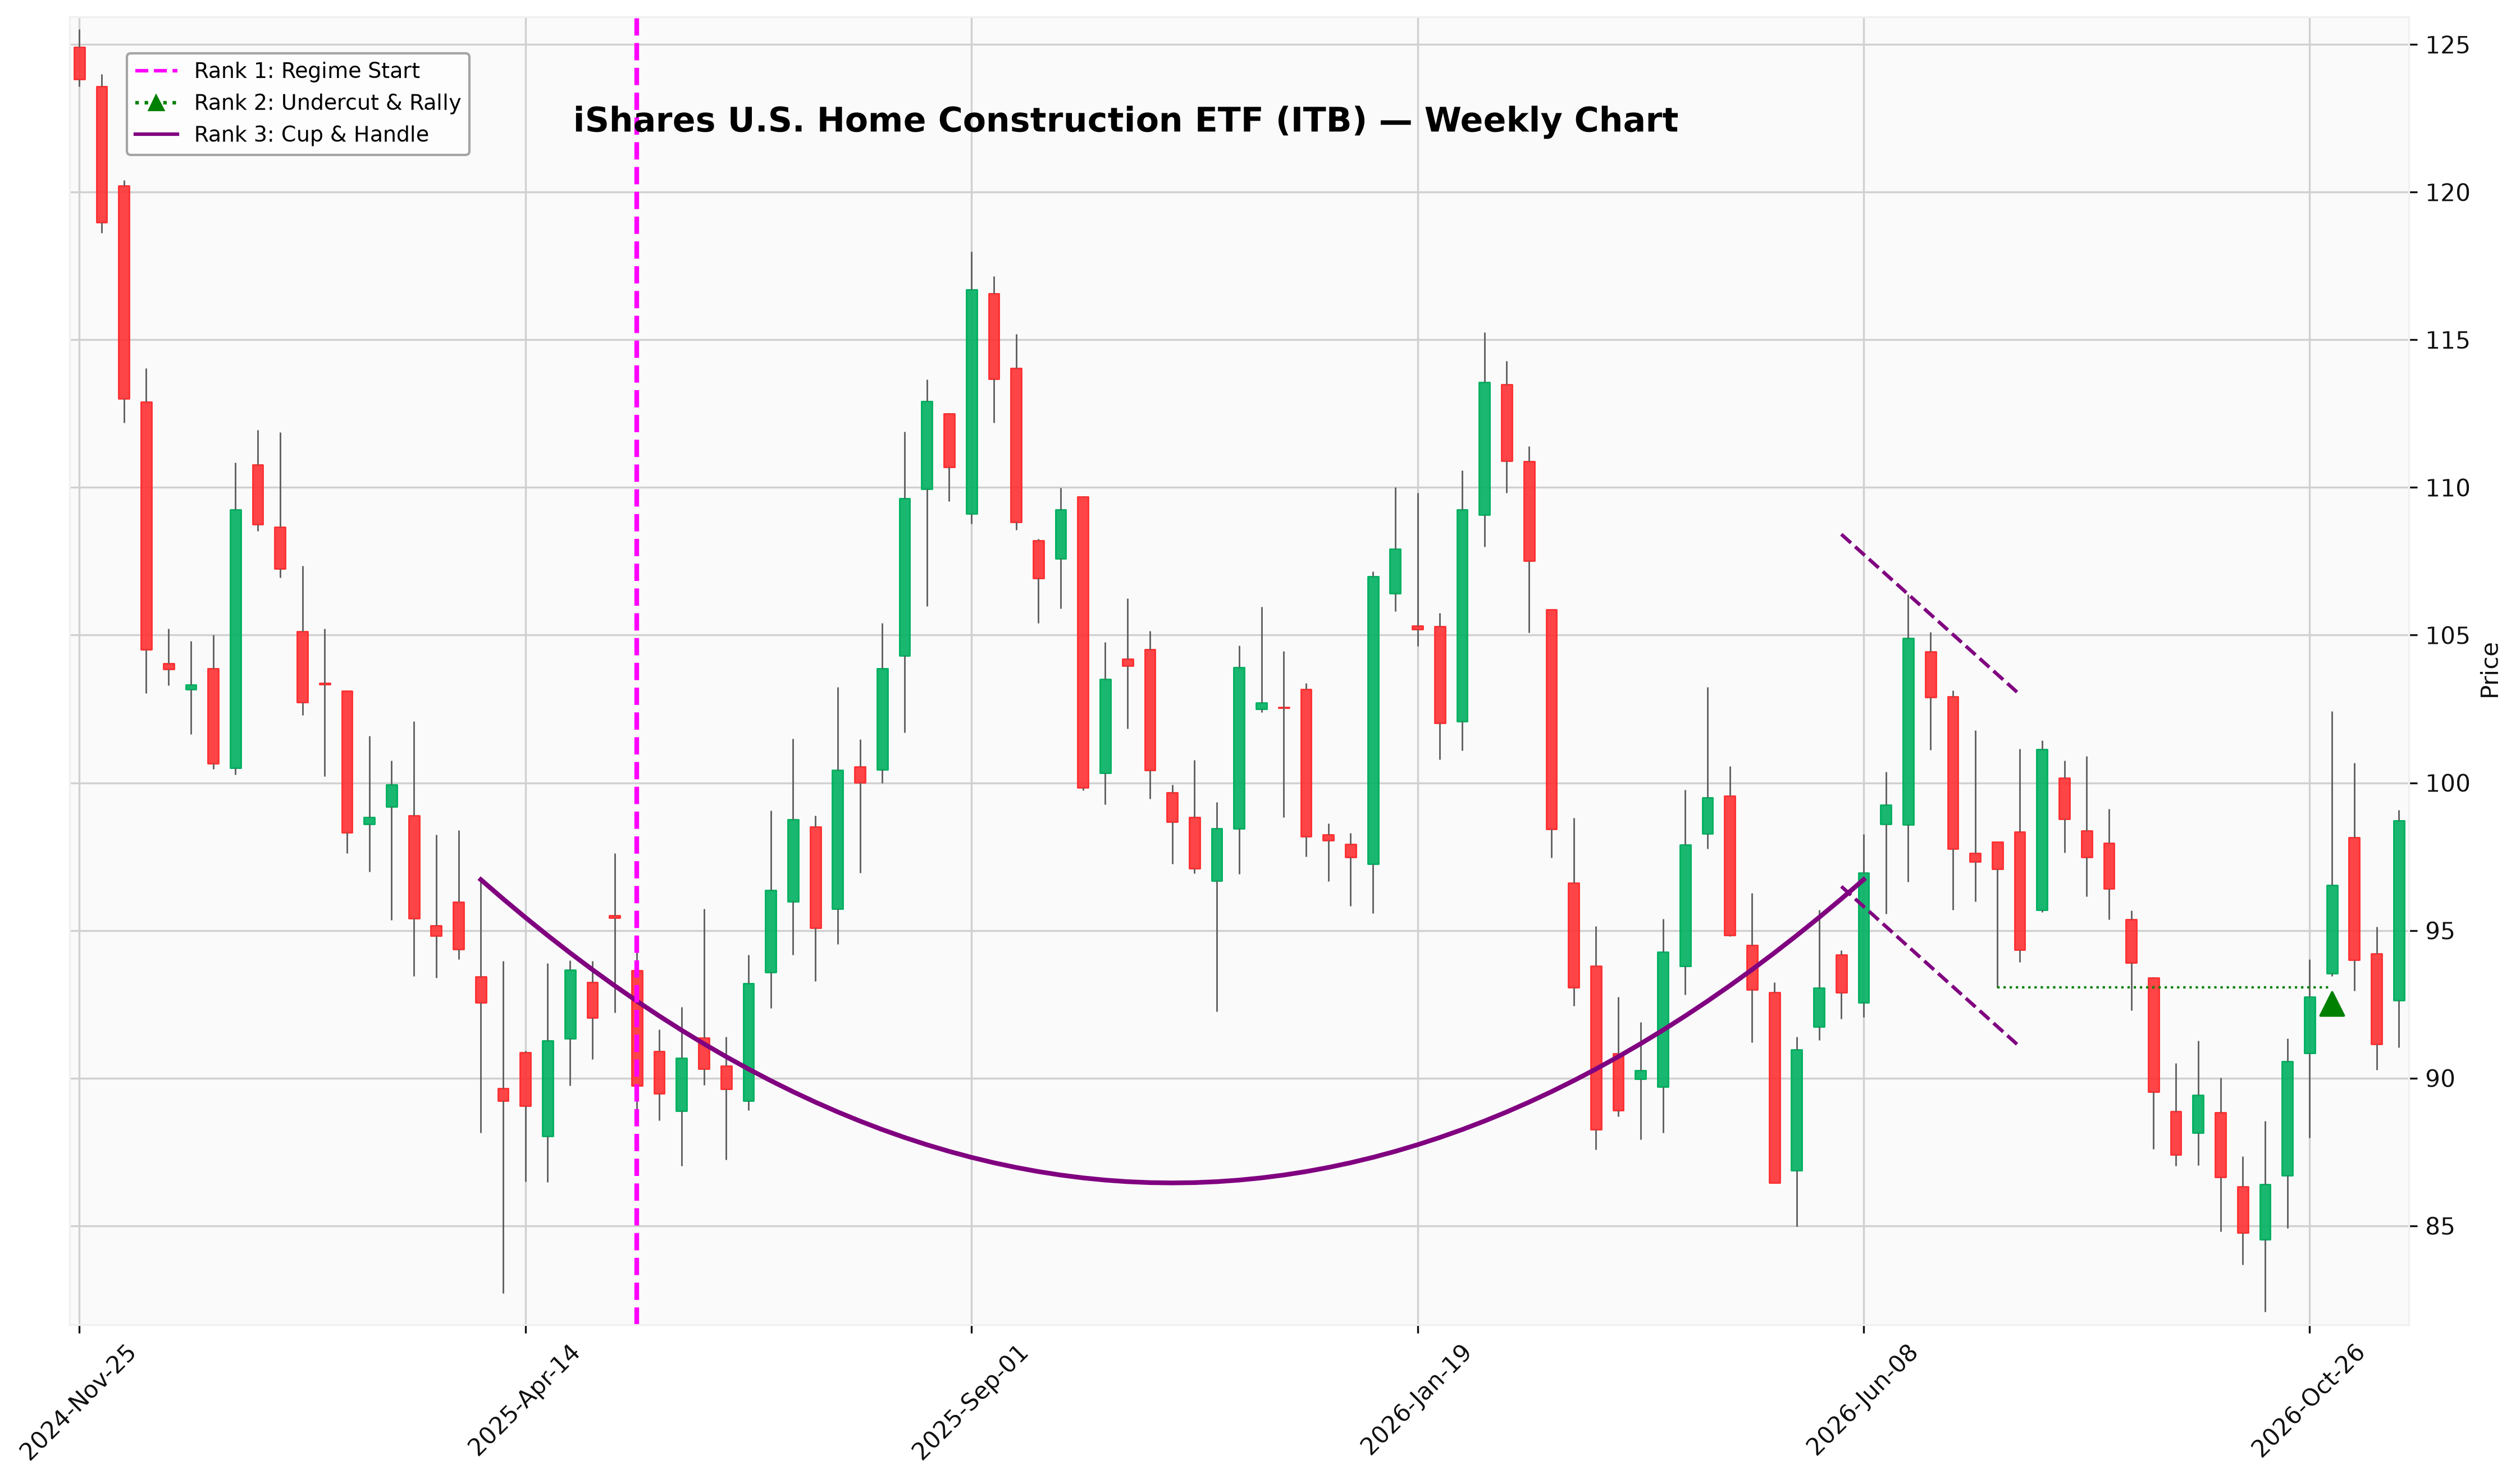 Rank 1: Regime Start
Rank 2: Undercut & Rally
Rank 3: Cup & Handle
iShares U.S. Home Construction ETF (ITB) — Weekly Chart
125
120
115
110
105
100
95
90
85
Price
2024-Nov-25
2025-Apr-14
2025-Sep-01
2026-Jan-19
2026-Jun-08
2026-Oct-26